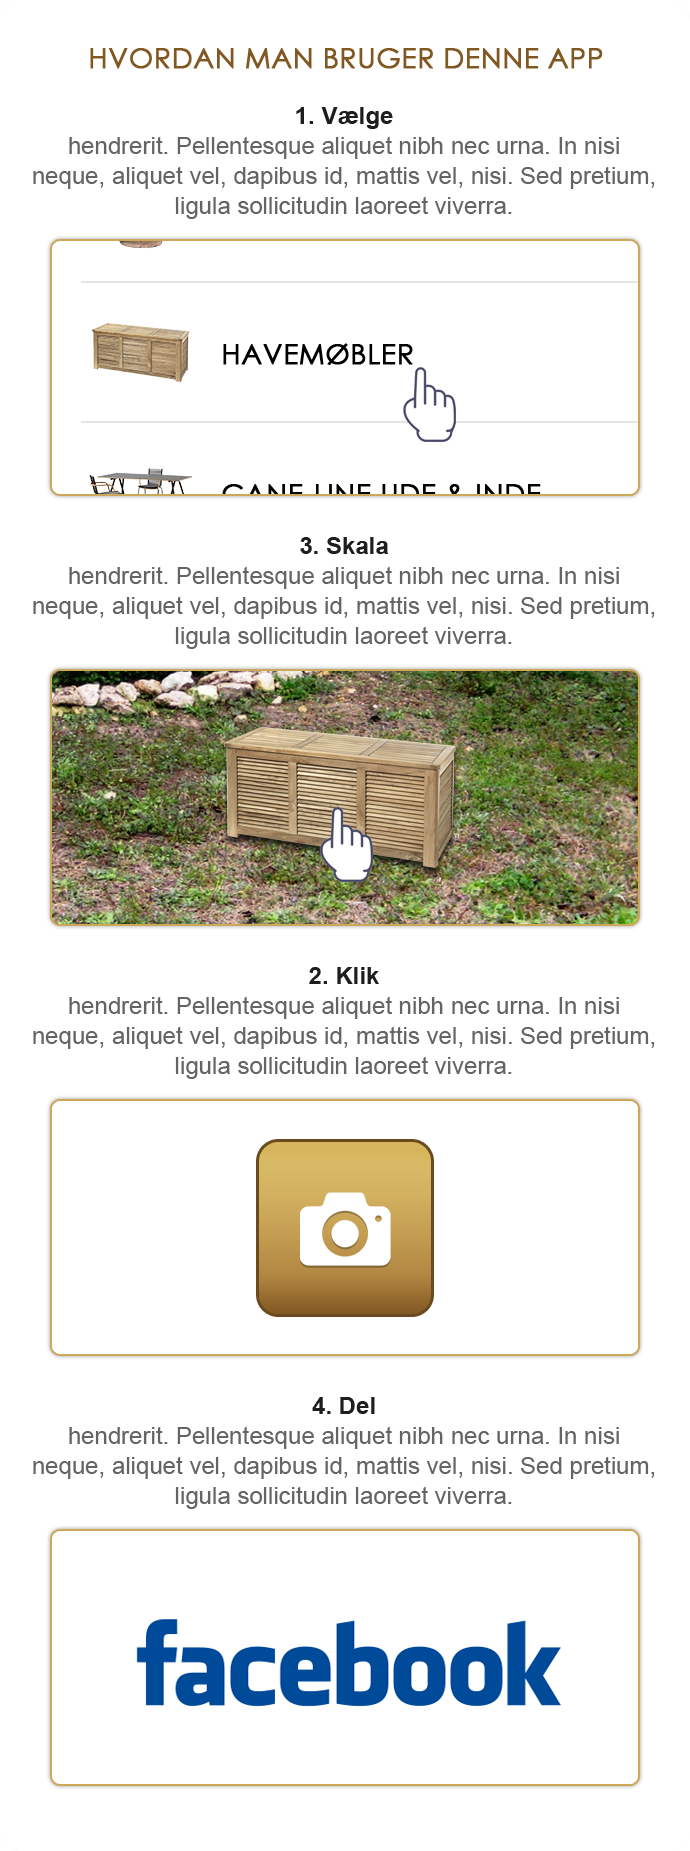 HVORDAN MAN BRUGER DENNE APP
1. Vælge
hendrerit. Pellentesque aliquet nibh nec urna. In nisi
neque, aliquet vel, dapibus id, mattis vel, nisi. Sed pretium,
ligula sollicitudin laoreet viverra.
HAVEMØBLER
CANE-LINE UDE & INDE
3. Skala
hendrerit. Pellentesque aliquet nibh nec urna. In nisi
neque, aliquet vel, dapibus id, mattis vel, nisi. Sed pretium,
ligula sollicitudin laoreet viverra.
2. Klik
hendrerit. Pellentesque aliquet nibh nec urna. In nisi
neque, aliquet vel, dapibus id, mattis vel, nisi. Sed pretium,
ligula sollicitudin laoreet viverra.
4. Del
hendrerit. Pellentesque aliquet nibh nec urna. In nisi
neque, aliquet vel, dapibus id, mattis vel, nisi. Sed pretium,
ligula sollicitudin laoreet viverra.
facebook